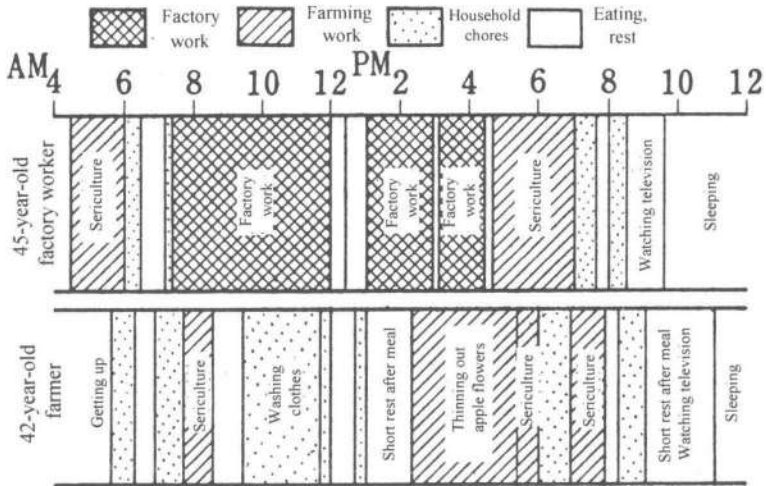 Factory work
Farming work
Household chores
Eating, rest
AM
PM
4 6 8 10 12 2 4 6 8 10 12
45-year-old factory worker
Sericulture
Factory work
Factory work
Factory work
Sericulture
Watching television
Sleeping
42-year-old farmer
Getting up
Sericulture
Washing clothes
Short rest after meal
Thinning out apple flowers
Sericulture
Sericulture
Short rest after meal
Watching television
Sleeping